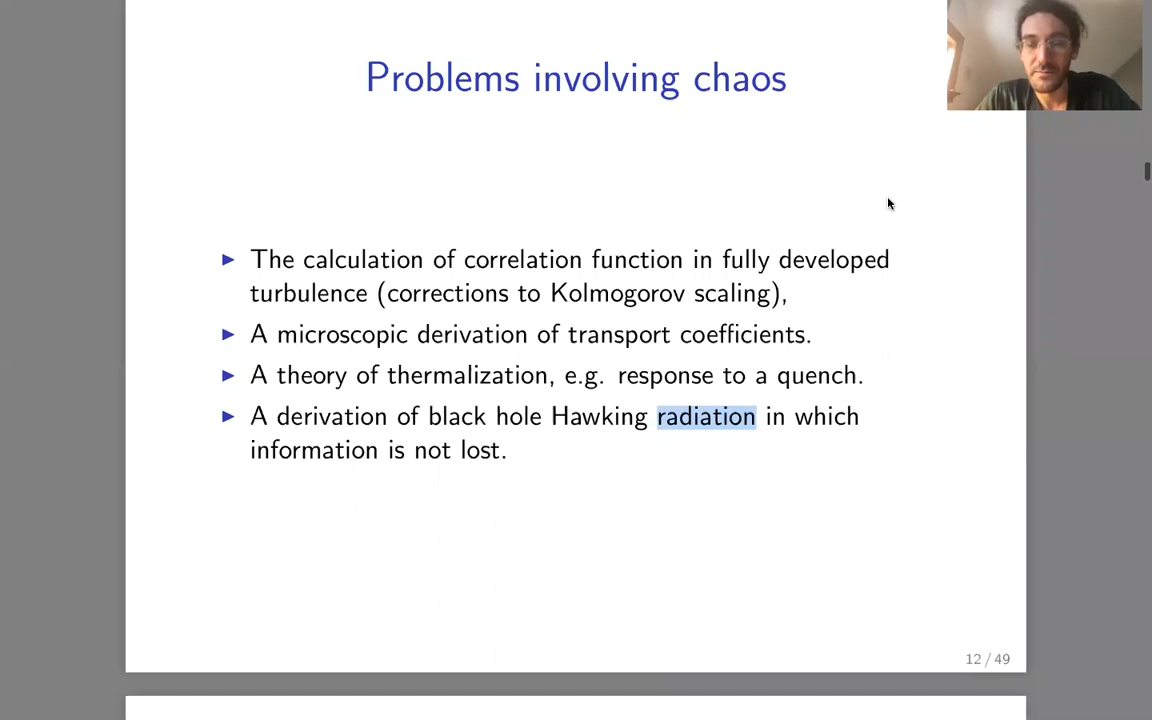 Problems involving chaos
▶ The calculation of correlation function in fully developed
turbulence (corrections to Kolmogorov scaling),
▶ A microscopic derivation of transport coefficients.
▶ A theory of thermalization, e.g. response to a quench.
▶ A derivation of black hole Hawking radiation in which
information is not lost.
12 / 49